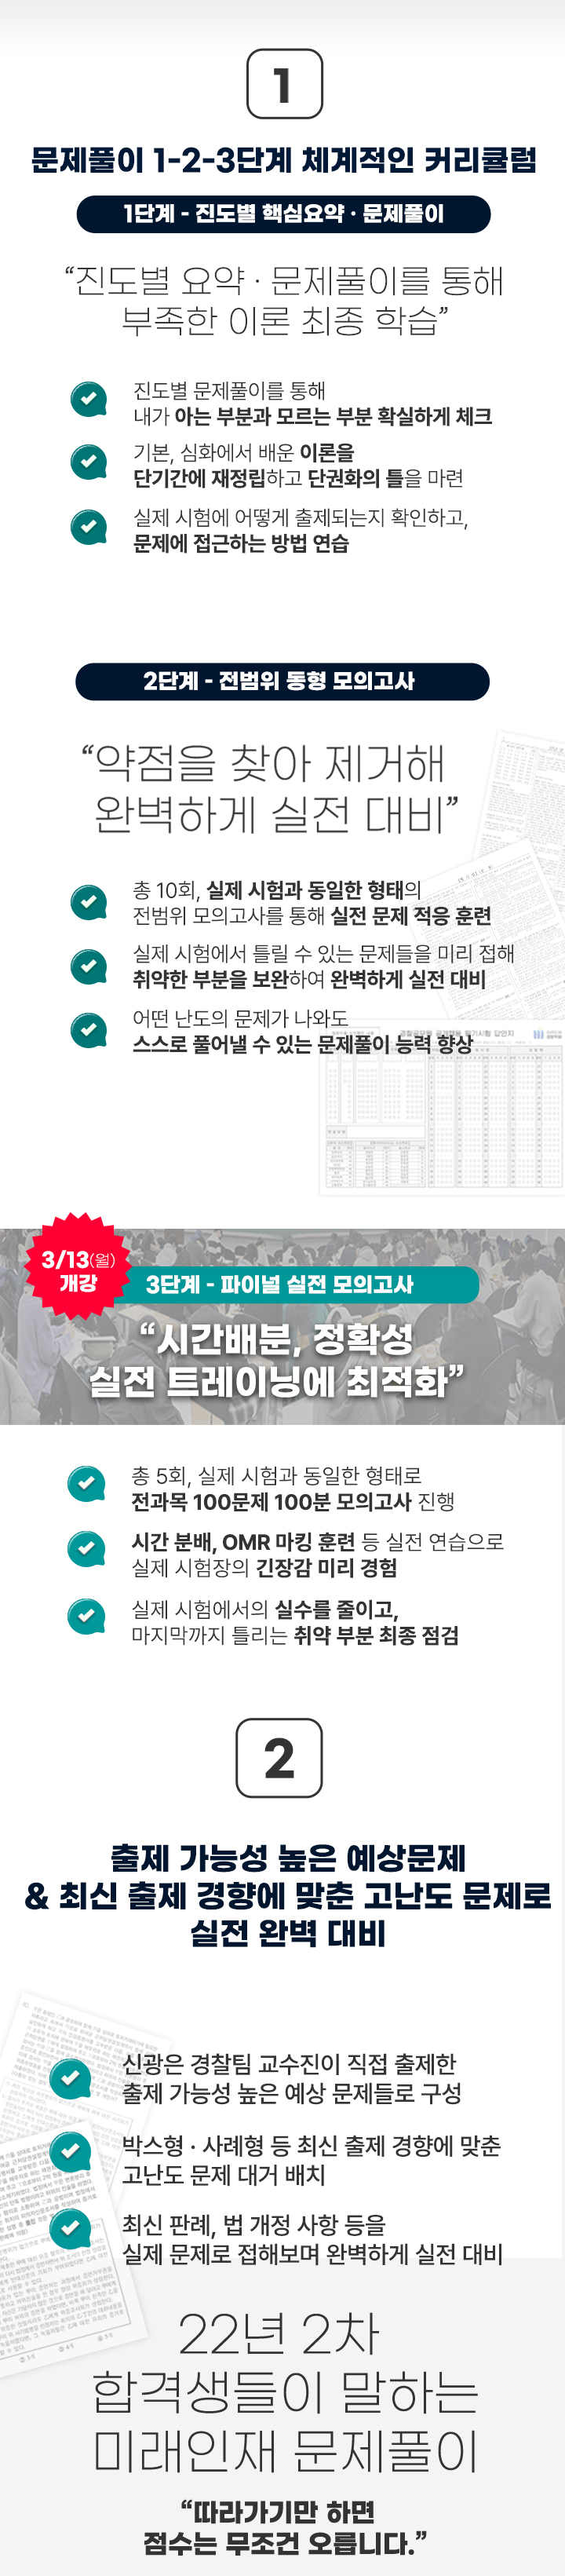 1
문제풀이 1-2-3단계 체계적인 커리큘럼
1단계 - 진도별 핵심요약 · 문제풀이
“진도별 요약 · 문제풀이를 통해
부족한 이론 최종 학습”
진도별 문제풀이를 통해
내가 아는 부분과 모르는 부분 확실하게 체크
기본, 심화에서 배운 이론을
단기간에 재정립하고 단권화의 틀을 마련
실제 시험에 어떻게 출제되는지 확인하고,
문제에 접근하는 방법 연습
2단계 - 전범위 동형 모의고사
“약점을 찾아 제거해
완벽하게 실전 대비”
총 10회, 실제 시험과 동일한 형태의
전범위 모의고사를 통해 실전 문제 적응 훈련
실제 시험에서 틀릴 수 있는 문제들을 미리 접해
취약한 부분을 보완하여 완벽하게 실전 대비
어떤 난도의 문제가 나와도
스스로 풀어낼 수 있는 문제풀이 능력 향상
3/13(월)
개강
3단계 - 파이널 실전 모의고사
“시간배분, 정확성
실전 트레이닝에 최적화”
총 5회, 실제 시험과 동일한 형태로
전과목 100문제 100분 모의고사 진행
시간 분배, OMR 마킹 훈련 등 실전 연습으로
실제 시험장의 긴장감 미리 경험
실제 시험에서의 실수를 줄이고,
마지막까지 틀리는 취약 부분 최종 점검
2
출제 가능성 높은 예상문제
& 최신 출제 경향에 맞춘 고난도 문제로
실전 완벽 대비
신광은 경찰팀 교수진이 직접 출제한
출제 가능성 높은 예상 문제들로 구성
박스형 · 사례형 등 최신 출제 경향에 맞춘
고난도 문제 대거 배치
최신 판례, 법 개정 사항 등을
실제 문제로 접해보며 완벽하게 실전 대비
22년 2차
합격생들이 말하는
미래인재 문제풀이
“따라가기만 하면
점수는 무조건 오릅니다.”